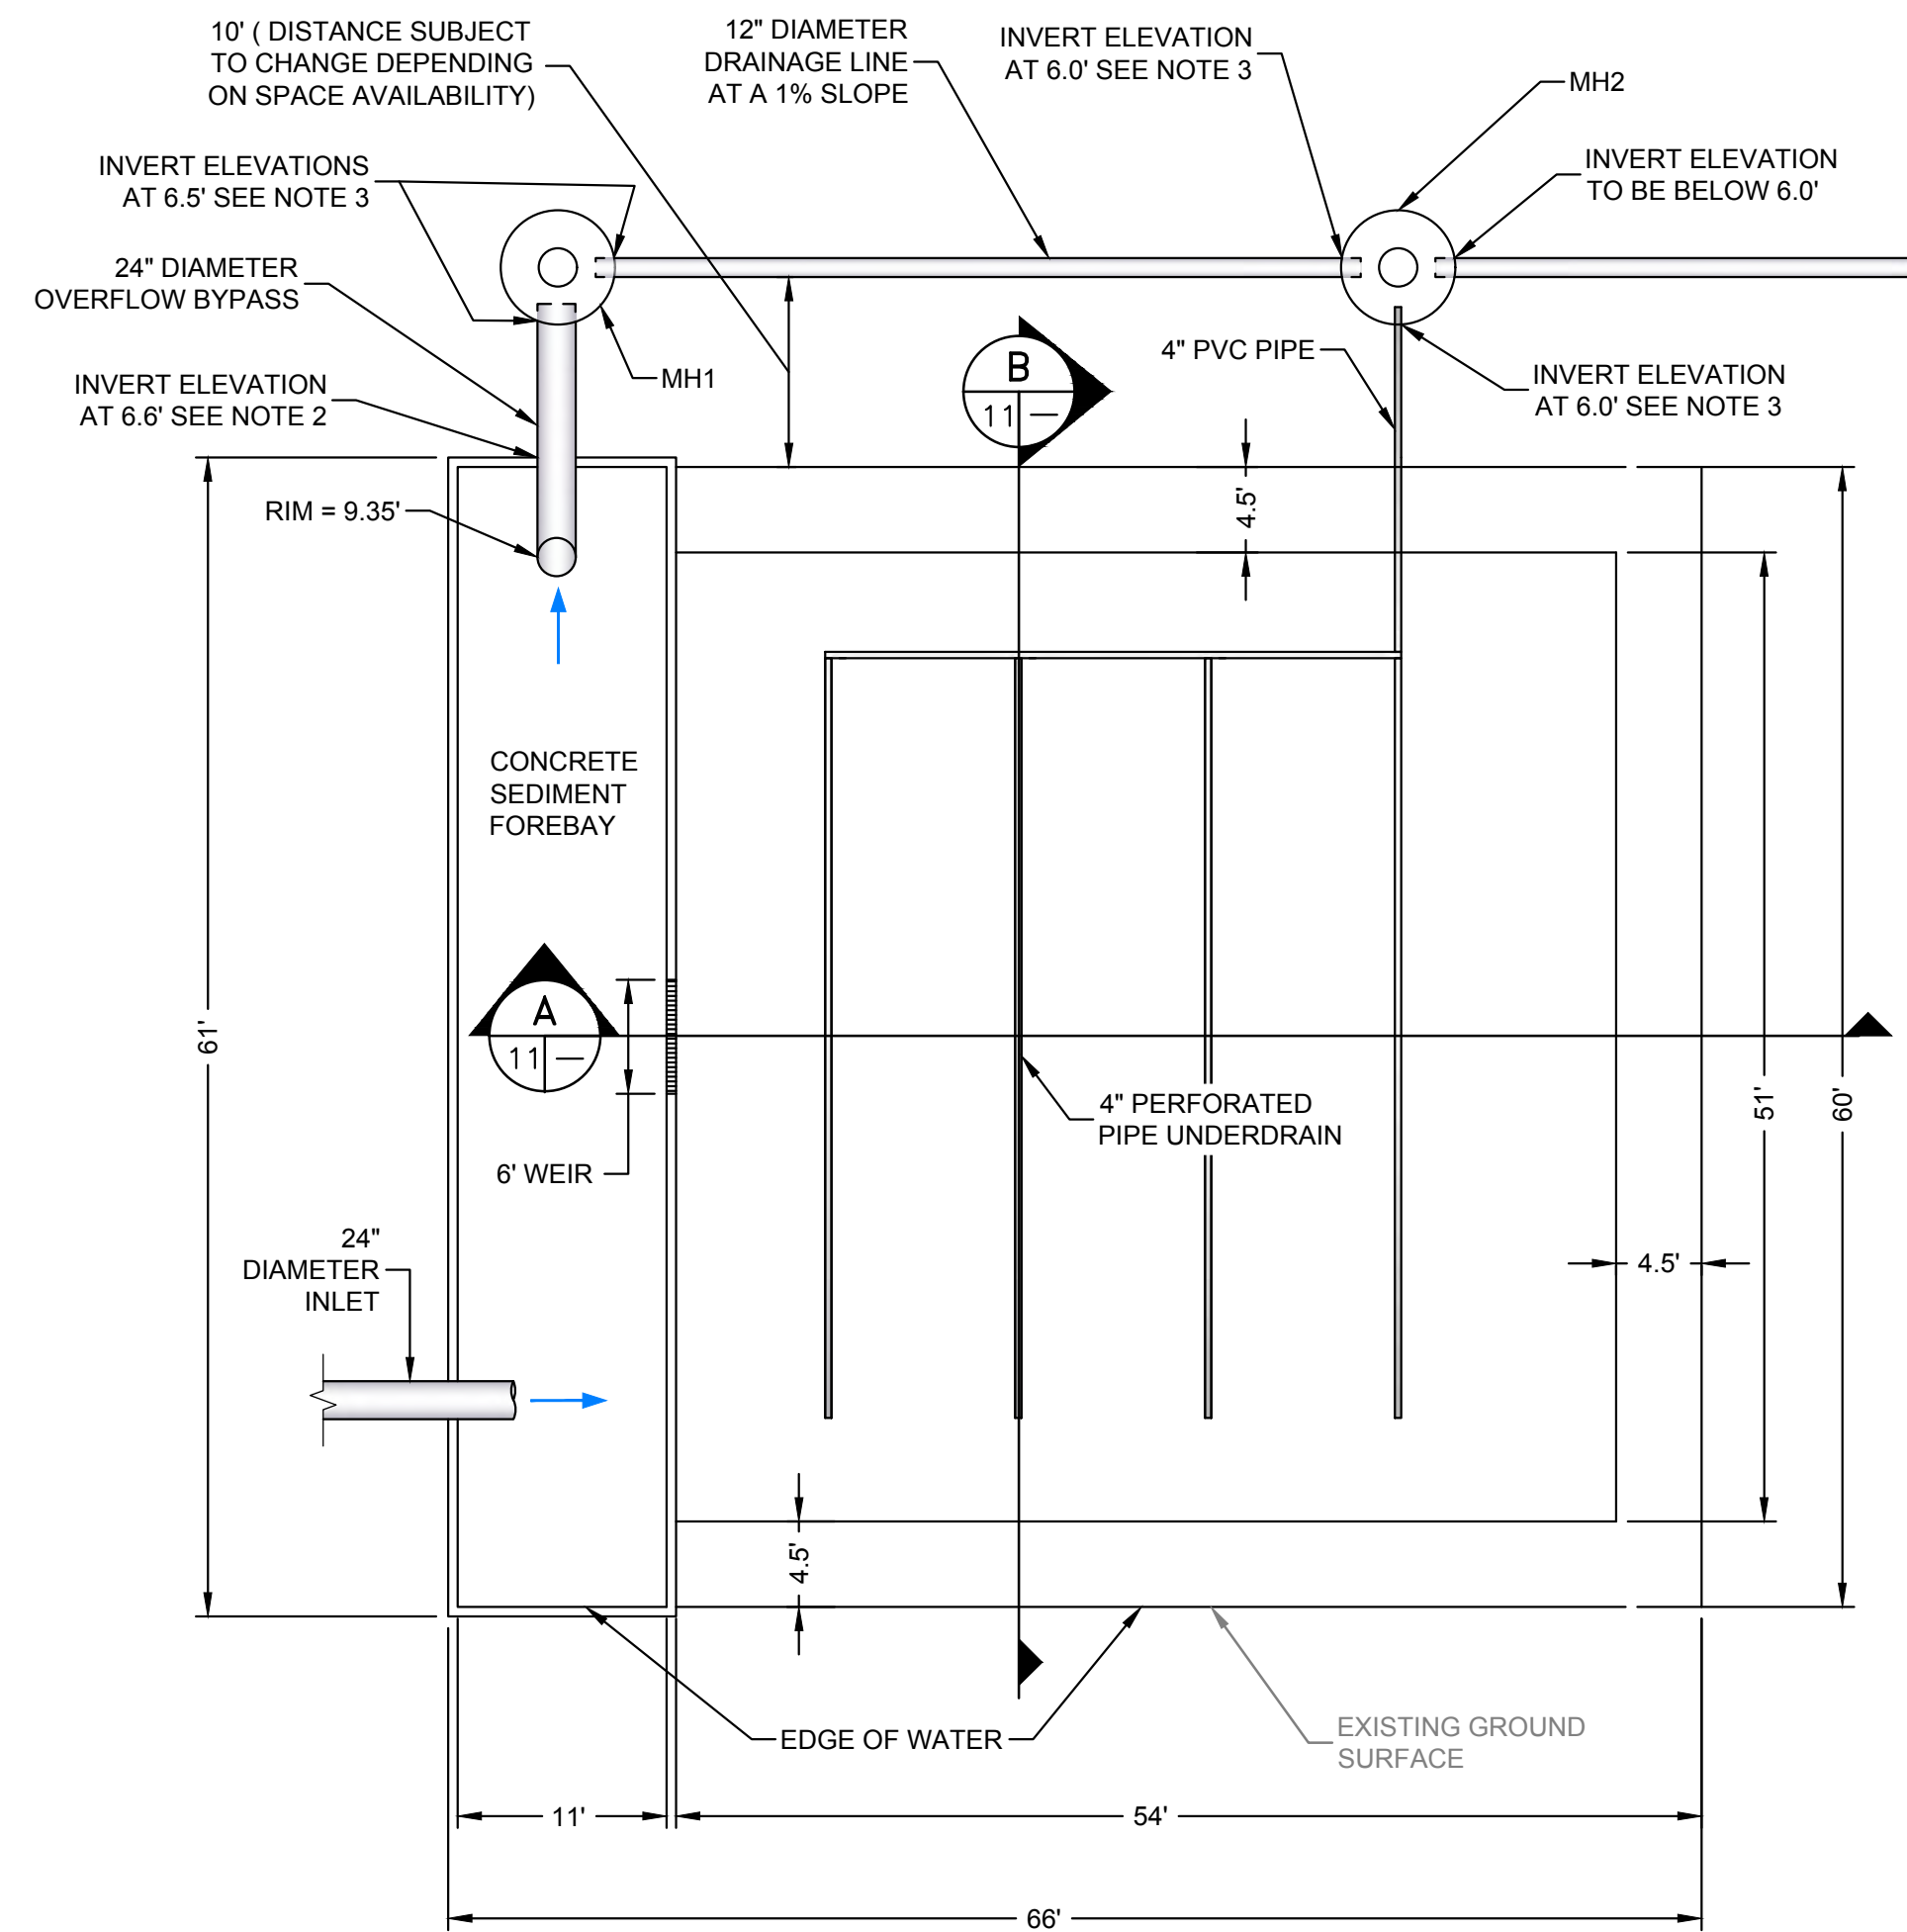 10' ( DISTANCE SUBJECT
TO CHANGE DEPENDING
ON SPACE AVAILABILITY)
12" DIAMETER
DRAINAGE LINE
AT A 1% SLOPE
INVERT ELEVATION
AT 6.0' SEE NOTE 3
MH2
INVERT ELEVATIONS
AT 6.5' SEE NOTE 3
INVERT ELEVATION
TO BE BELOW 6.0'
24" DIAMETER
OVERFLOW BYPASS
MH1
B
11 —
4" PVC PIPE
INVERT ELEVATION
AT 6.6' SEE NOTE 2
INVERT ELEVATION
AT 6.0' SEE NOTE 3
RIM = 9.35'
4.5'
CONCRETE
SEDIMENT
FOREBAY
A
11 —
61'
4" PERFORATED
PIPE UNDERDRAIN
51'
60'
6' WEIR
24"
DIAMETER
INLET
4.5'
4.5'
EDGE OF WATER
EXISTING GROUND
SURFACE
11'
54'
66'